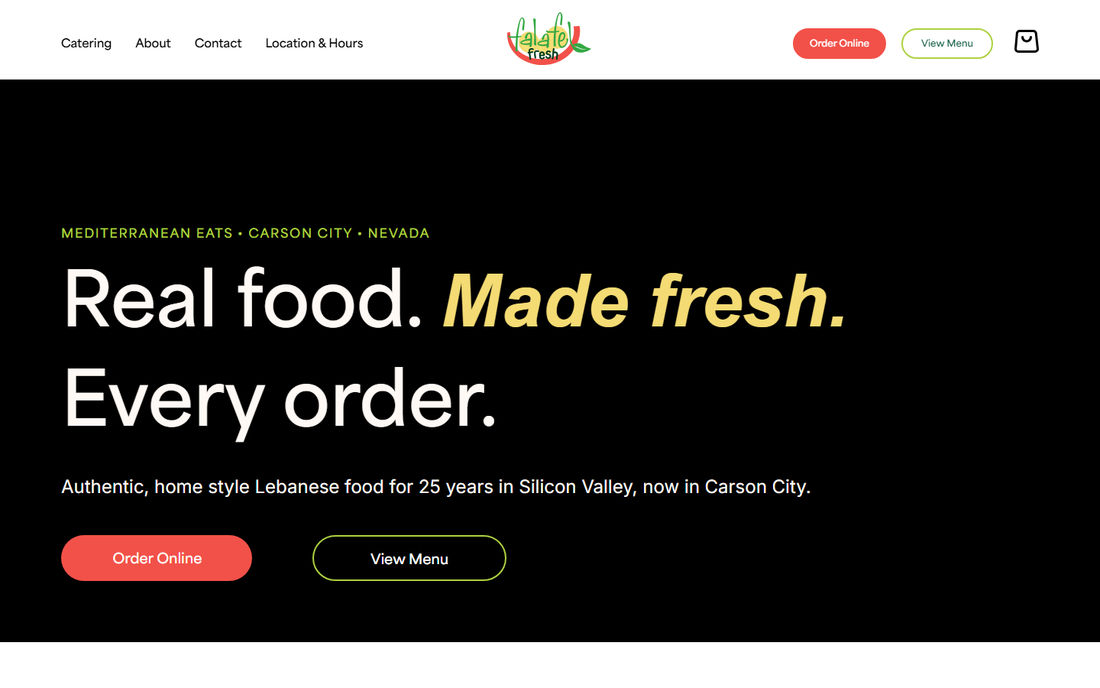 Catering About Contact Location & Hours
falafel
fresh
Order Online View Menu
MEDITERRANEAN EATS • CARSON CITY • NEVADA
Real food. Made fresh.
Every order.
Authentic, home style Lebanese food for 25 years in Silicon Valley, now in Carson City.
Order Online View Menu